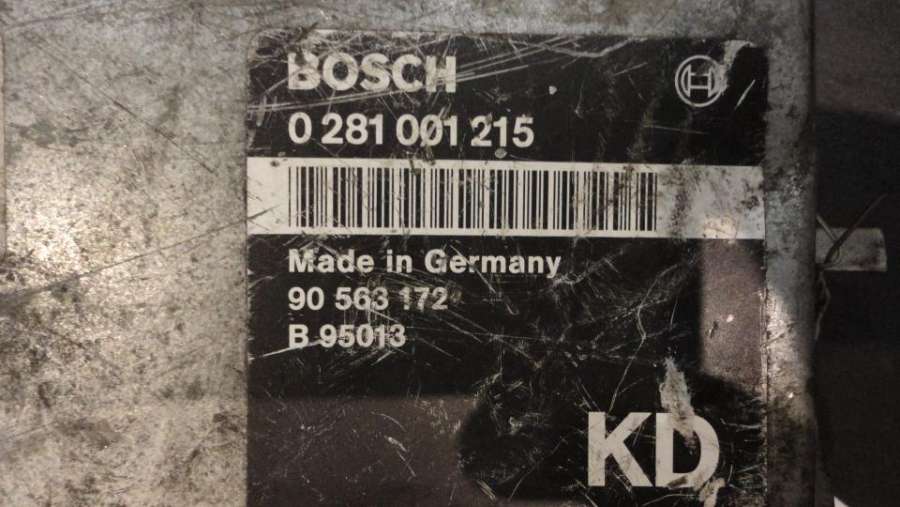 BOSCH
0 281 001 215
Made in Germany
90 563 172
B 95013
KD